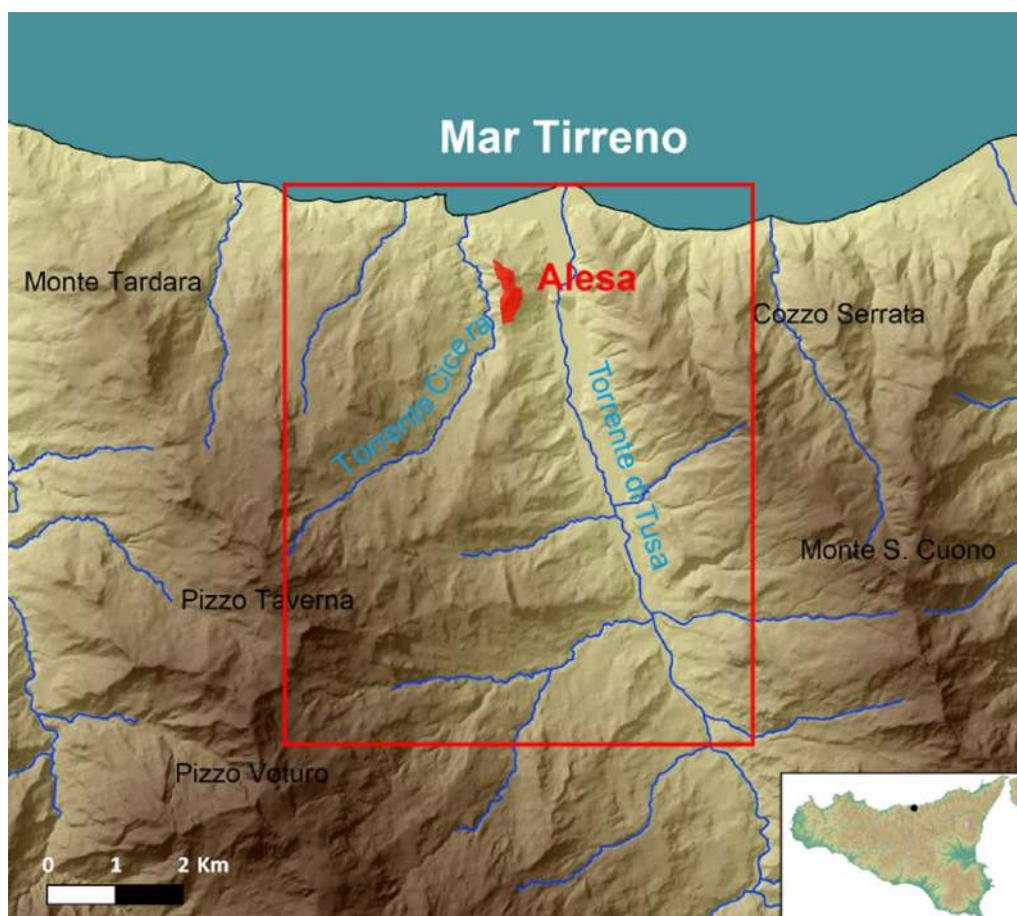 Mar Tirreno
Monte Tardara
Alesa
Cozzo Serrata
Torrente Cicera
Torrente di Tusa
Monte S. Cuono
Pizzo Taverna
Pizzo Voturo
0 1 2 Km